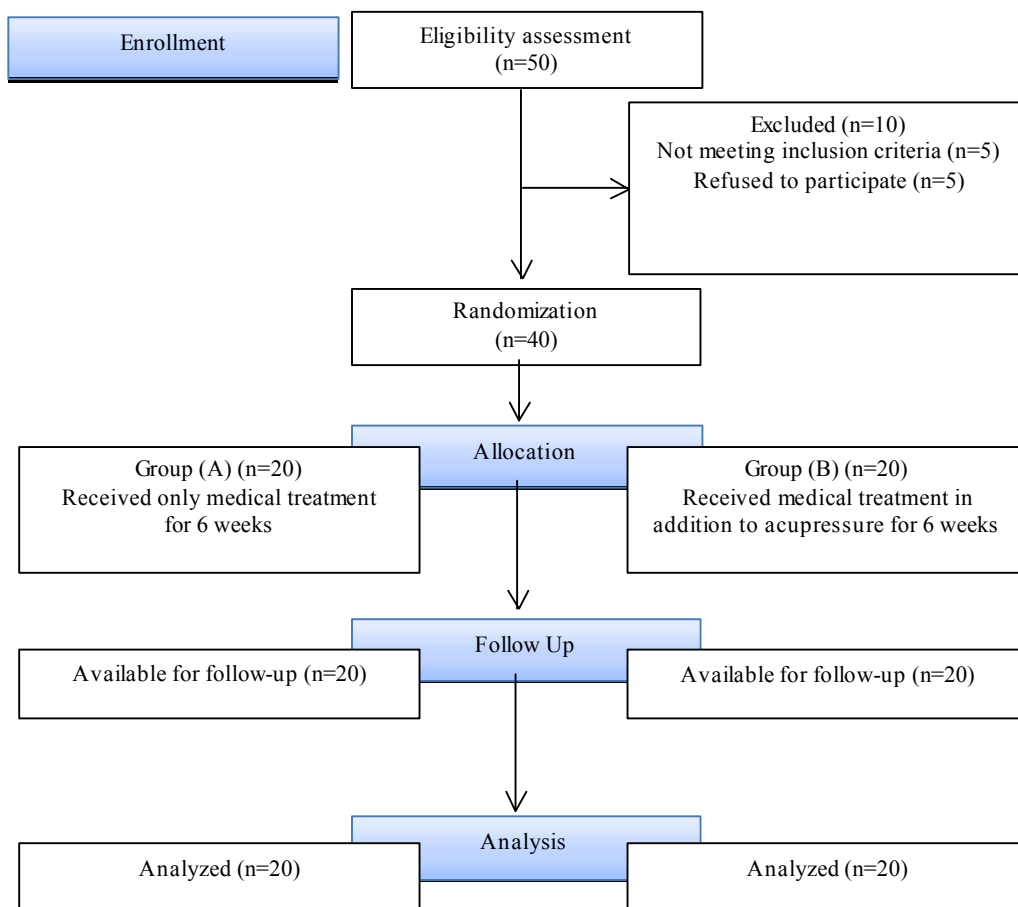 Enrollment
Eligibility assessment
(n=50)
Excluded (n=10)
Not meeting inclusion criteria (n=5)
Refused to participate (n=5)
Randomization
(n=40)
Allocation
Group (A) (n=20)
Received only medical treatment
for 6 weeks
Group (B) (n=20)
Received medical treatment in
addition to acupressure for 6 weeks
Follow Up
Available for follow-up (n=20)
Available for follow-up (n=20)
Analysis
Analyzed (n=20)
Analyzed (n=20)